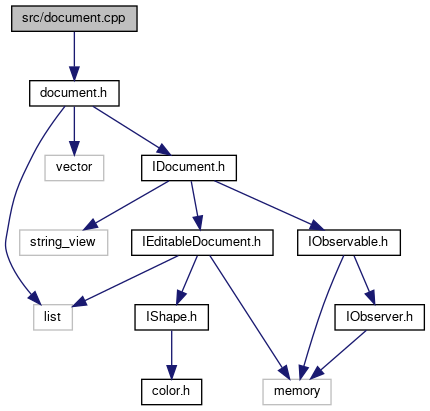 src/document.cpp
document.h
vector
IDocument.h
string_view
IEditableDocument.h
IObservable.h
list
IShape.h
IObserver.h
color.h
memory